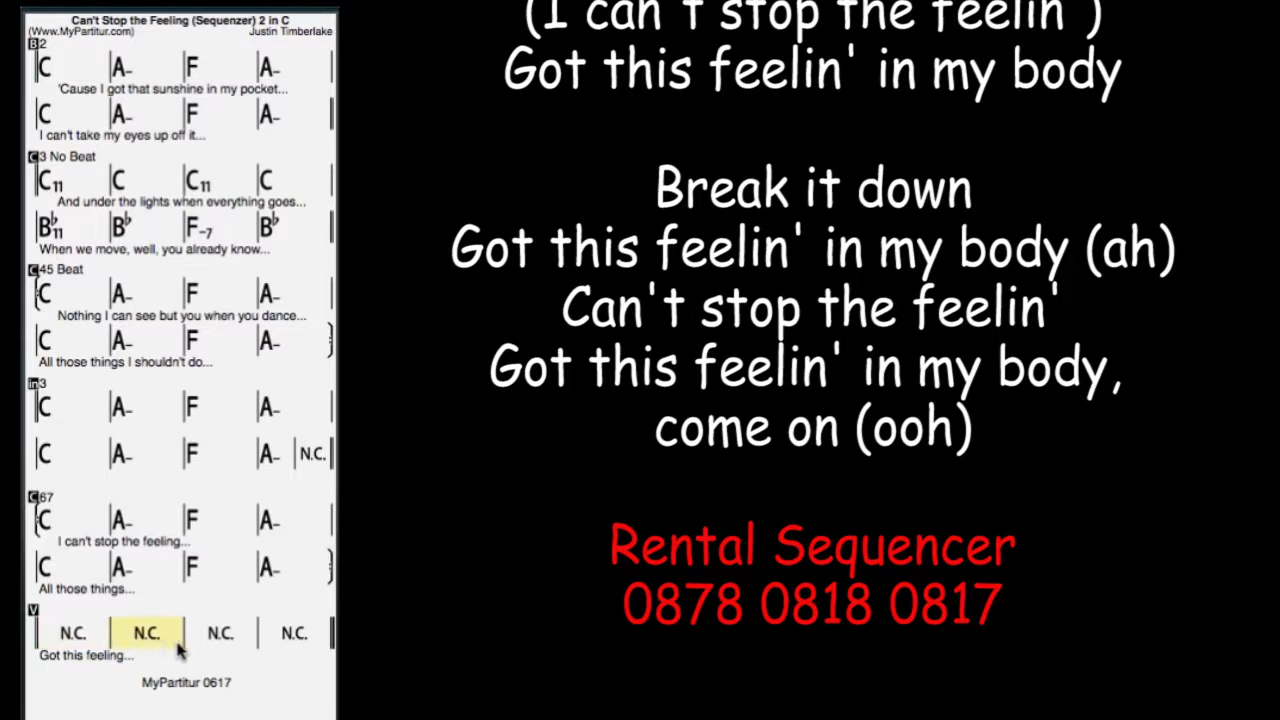 Can't Stop the Feeling (Sequenzer) 2 in C
(Www.MyPartitur.com) Justin Timberlake
B2
C A- F A-
'Cause I got that sunshine in my pocket...
C A- F A-
I can't take my eyes up off it...
C3 No Beat
C11 C C11 C
And under the lights when everything goes...
B♭11 B♭ F-7 B♭
When we move, well, you already know...
C45 Beat
C A- F A-
Nothing I can see but you when you dance...
C A- F A-
All those things I shouldn't do...
in3
C A- F A-
C A- F A- N.C.
C67
C A- F A-
I can't stop the feeling...
C A- F A-
All those things...
V
N.C. N.C. N.C. N.C.
Got this feeling...
MyPartitur 0617
(I can't stop the feelin')
Got this feelin' in my body
Break it down
Got this feelin' in my body (ah)
Can't stop the feelin'
Got this feelin' in my body,
come on (ooh)
Rental Sequencer
0878 0818 0817